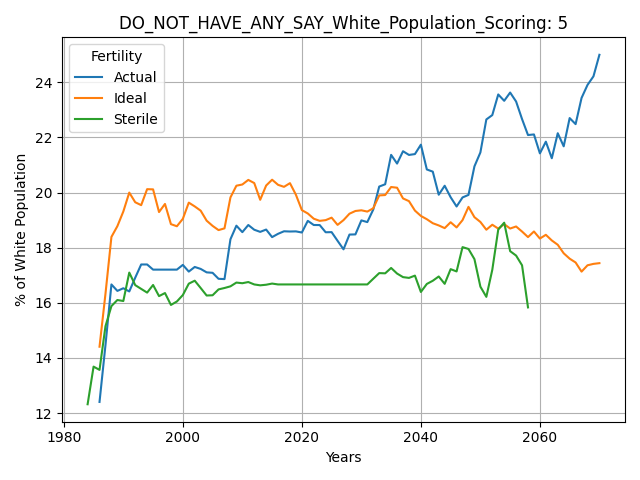 DO_NOT_HAVE_ANY_SAY_White_Population_Scoring: 5
Fertility
Actual
Ideal
Sterile
% of White Population
24
22
20
18
16
14
12
1980 2000 2020 2040 2060
Years